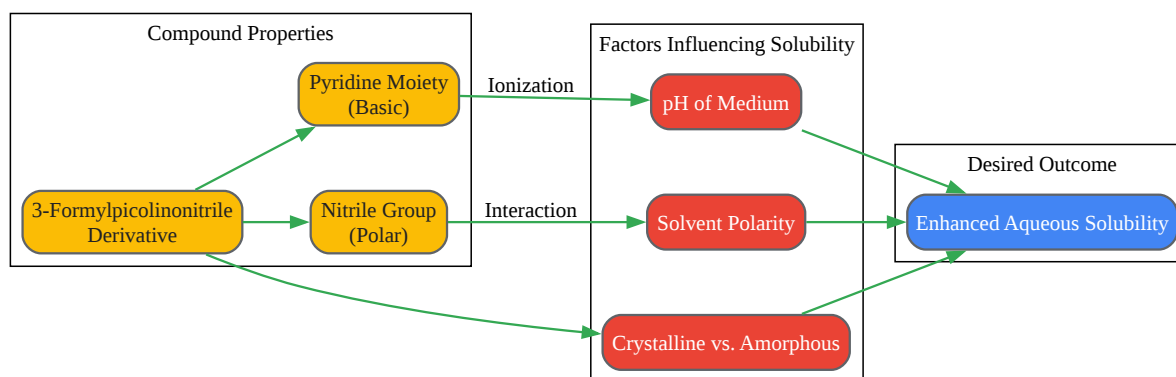 Compound Properties
Pyridine Moiety
(Basic)
3-Formylpicolinonitrile
Derivative
Nitrile Group
(Polar)
Ionization
Interaction
Factors Influencing Solubility
pH of Medium
Solvent Polarity
Crystalline vs. Amorphous
Desired Outcome
Enhanced Aqueous Solubility